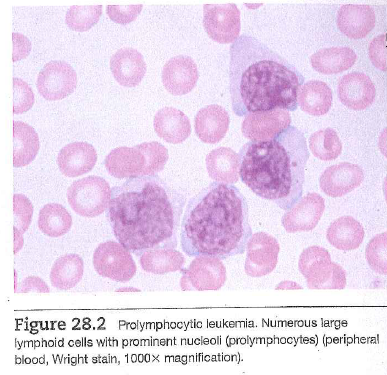 Figure 28.2 Prolymphocytic leukemia. Numerous large
lymphoid cells with prominent nucleoli (prolymphocytes) (peripheral
blood, Wright stain, 1000× magnification).